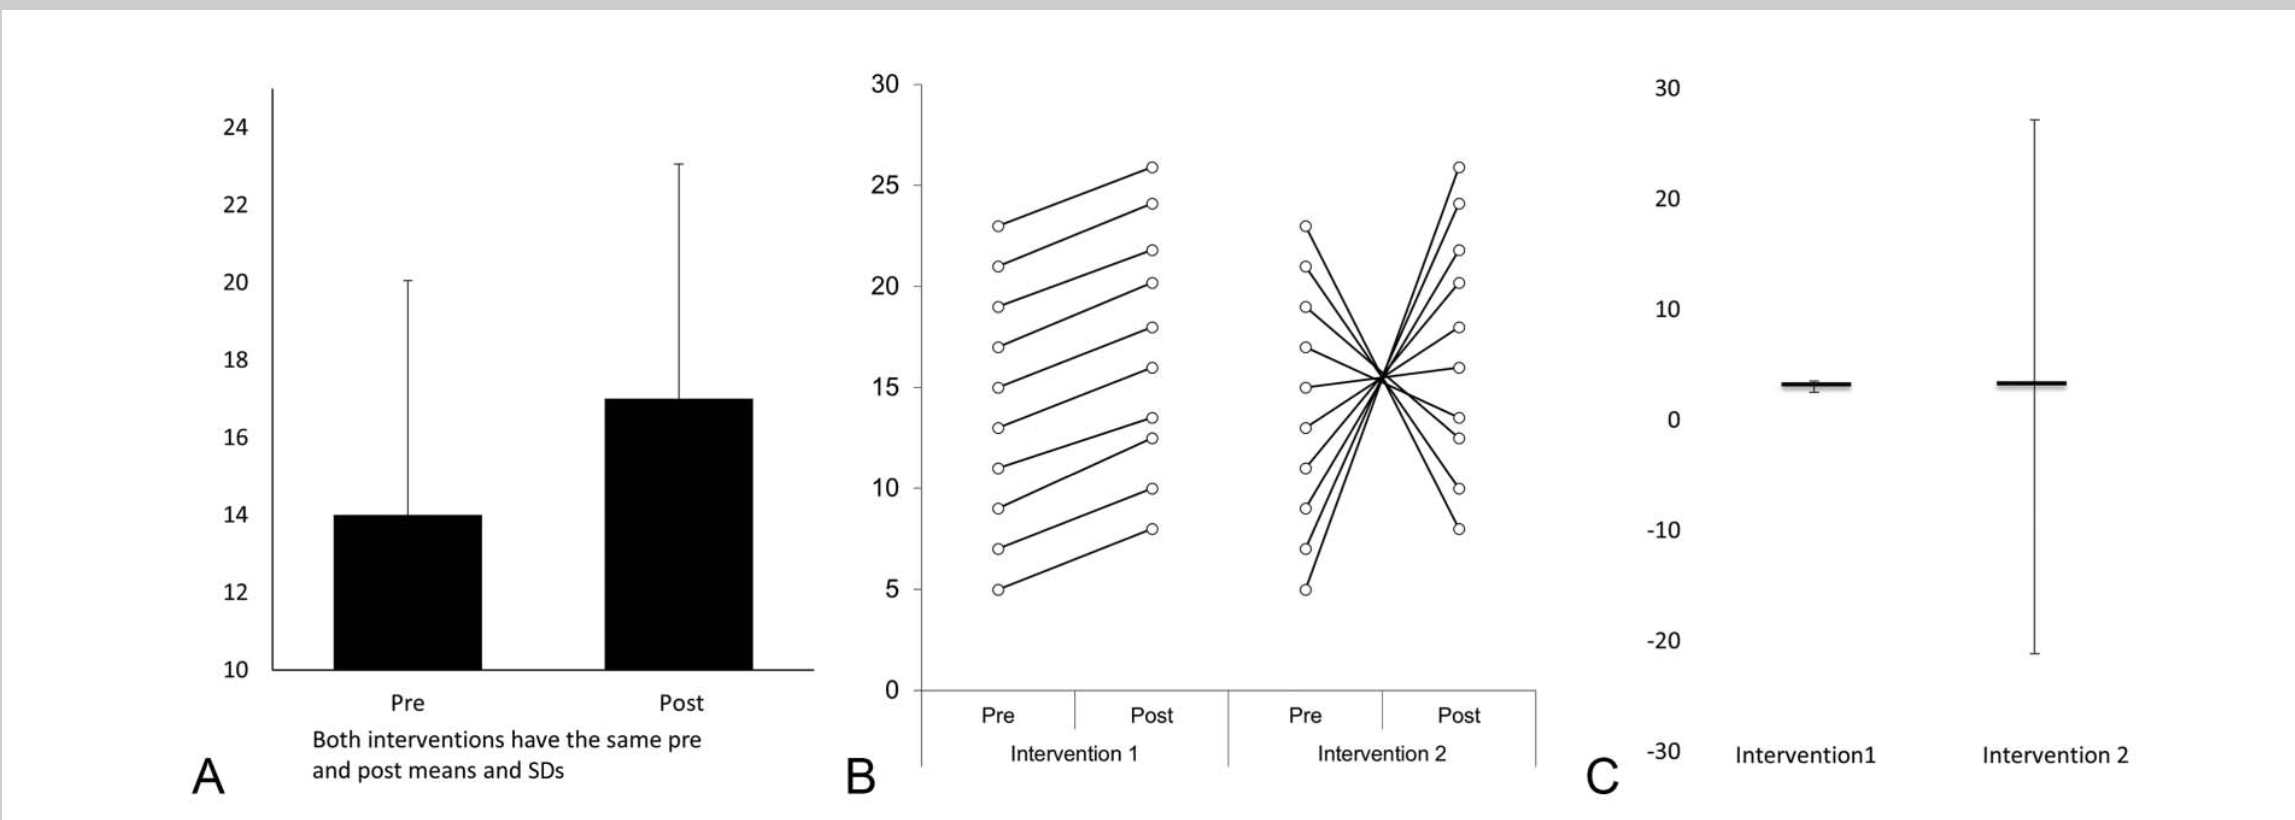 24
22
20
18
16
14
12
10
Pre
Post
Both interventions have the same pre
and post means and SDs
A
30
25
20
15
10
5
0
Pre
Post
Pre
Post
Intervention 1
Intervention 2
B
30
20
10
0
-10
-20
-30
Intervention1
Intervention 2
C